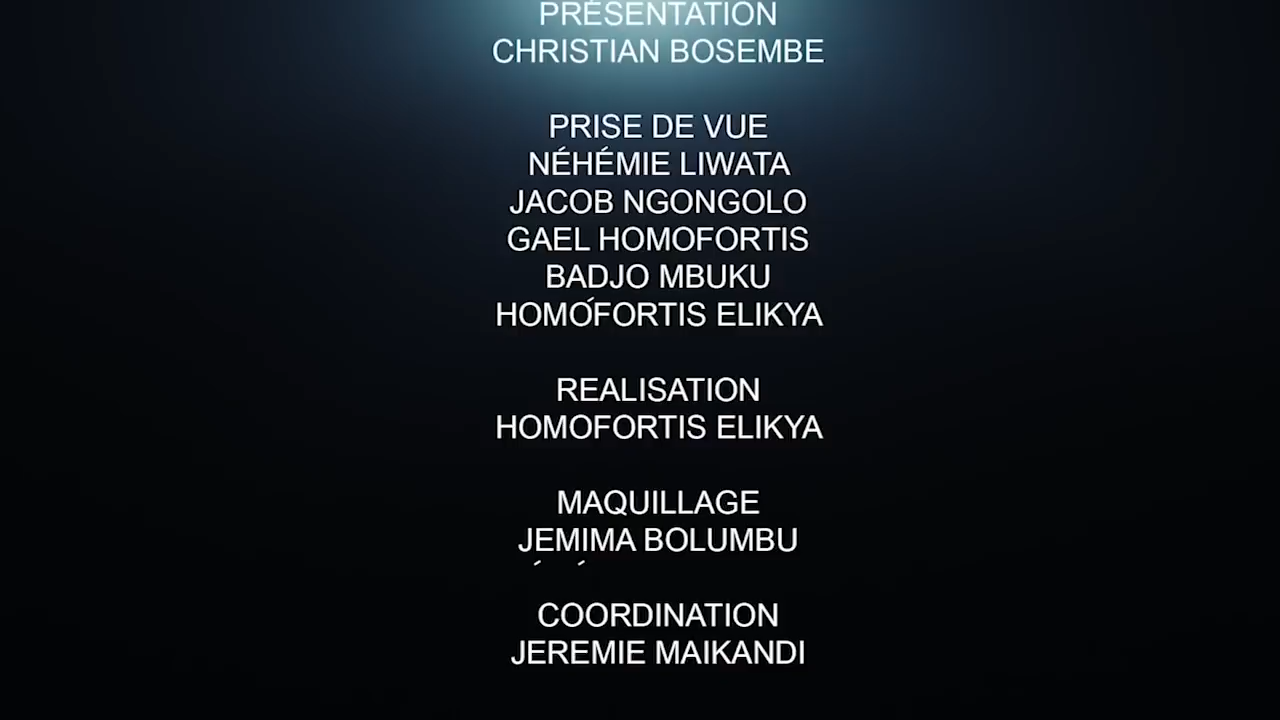 PRÉSENTATION
CHRISTIAN BOSEMBE
PRISE DE VUE
NÉHÉMIE LIWATA
JACOB NGONGOLO
GAEL HOMOFORTIS
BADJO MBUKU
HOMOFORTIS ELIKYA
REALISATION
HOMOFORTIS ELIKYA
MAQUILLAGE
JEMIMA BOLUMBU
COORDINATION
JEREMIE MAIKANDI